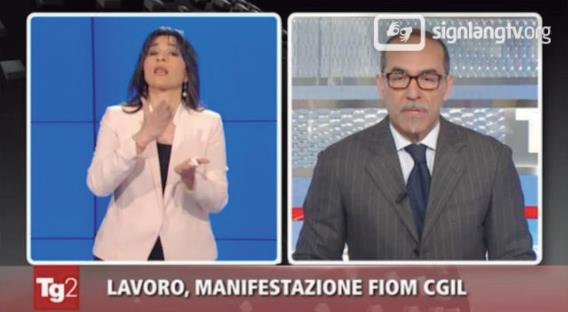 signlangtv.org
Tg2 LAVORO, MANIFESTAZIONE FIOM CGIL